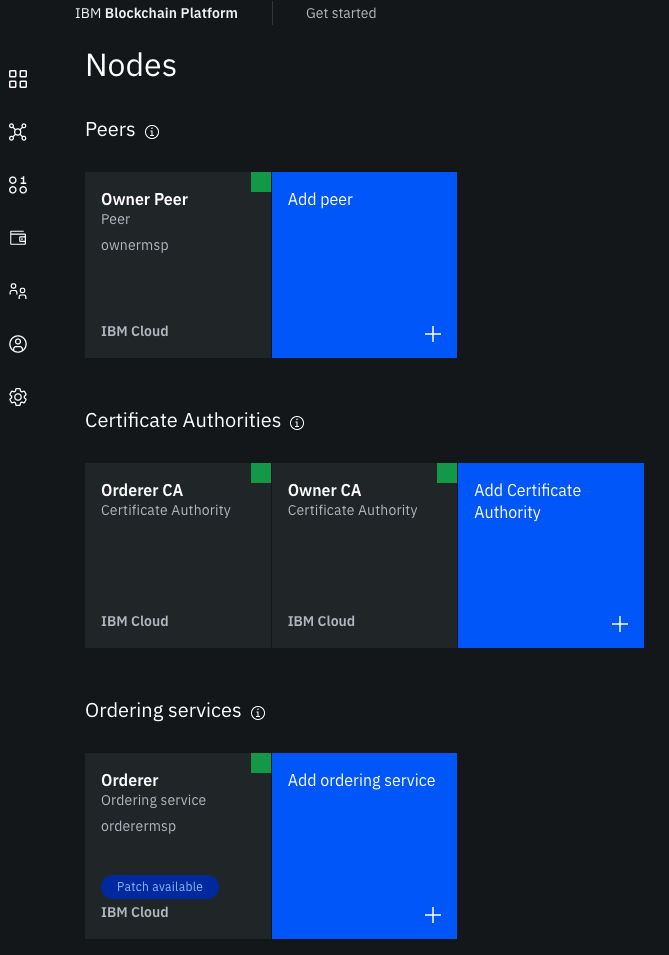 IBM Blockchain Platform
Get started
Nodes
Peers
Owner Peer
Peer
ownermsp
IBM Cloud
Add peer
Certificate Authorities
Orderer CA
Certificate Authority
IBM Cloud
Owner CA
Certificate Authority
IBM Cloud
Add Certificate
Authority
Ordering services
Orderer
Ordering service
orderermsp
Patch available
IBM Cloud
Add ordering service